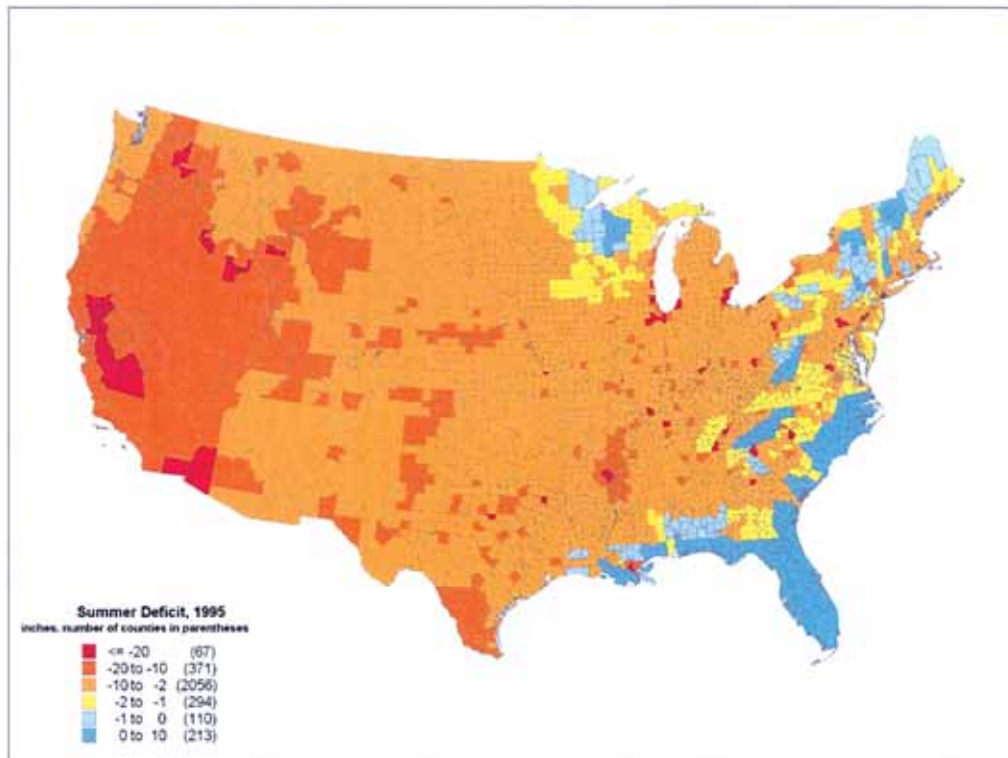 Summer Deficit, 1995
inches, number of counties in parentheses
<= -20 (67)
-20 to -10 (371)
-10 to -2 (2056)
-2 to -1 (294)
-1 to 0 (110)
0 to 10 (213)